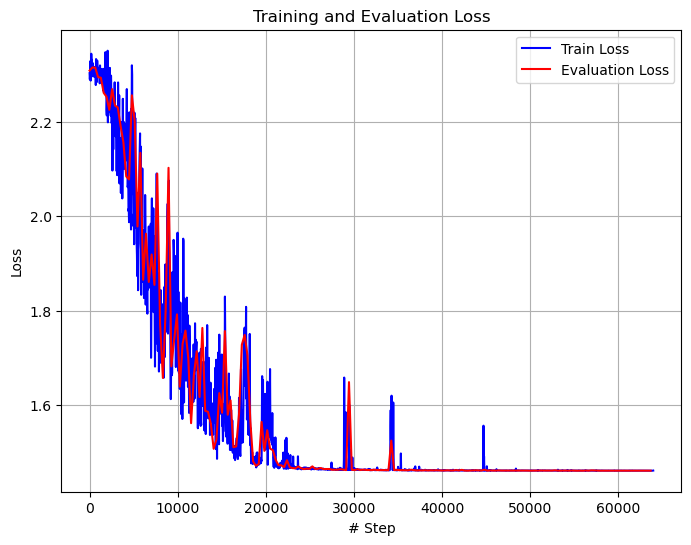 Training and Evaluation Loss
Train Loss
Evaluation Loss
2.2
2.0
1.8
1.6
Loss
0
10000
20000
30000
40000
50000
60000
# Step